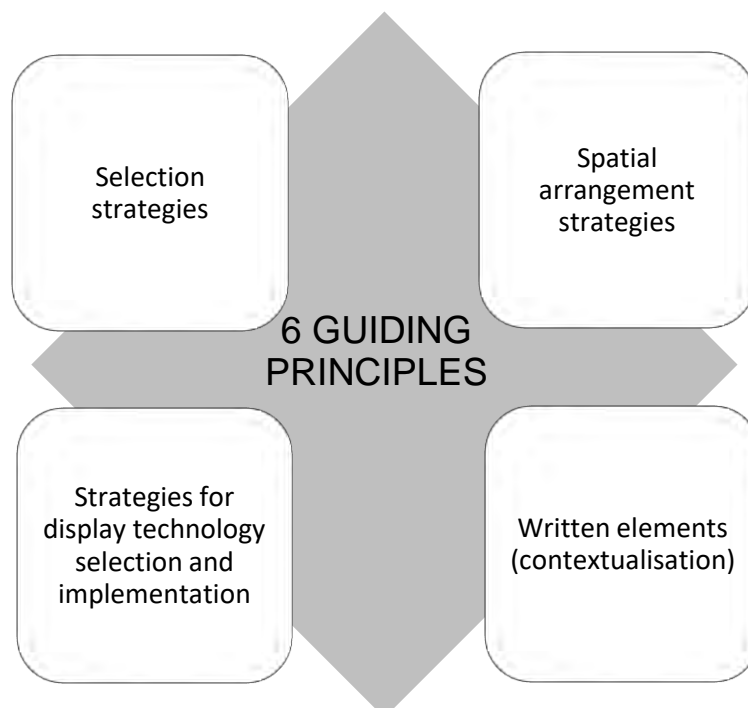 Selection
strategies
Spatial
arrangement
strategies
6 GUIDING
PRINCIPLES
Strategies for
display technology
selection and
implementation
Written elements
(contextualisation)